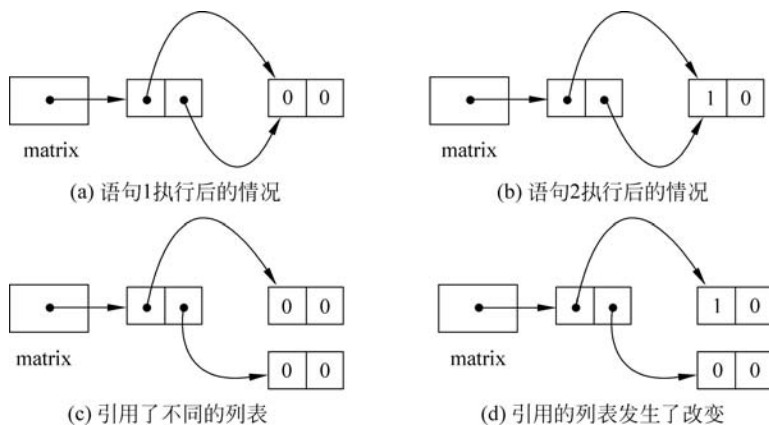 0 0
1 0
matrix
matrix
(a) 语句1执行后的情况
(b) 语句2执行后的情况
0 0
1 0
matrix
matrix
0 0
0 0
(c) 引用了不同的列表
(d) 引用的列表发生了改变